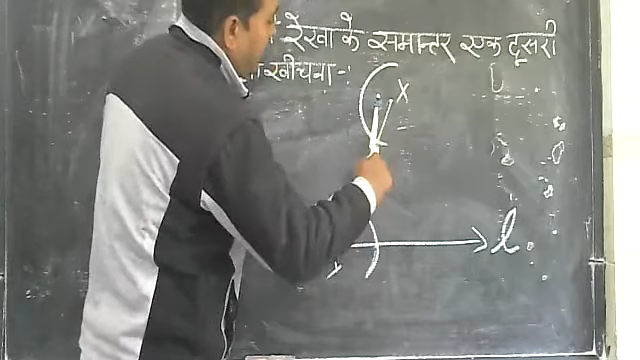 रेखा के समान्तर एक दूसरी
खीचना -:
X
l